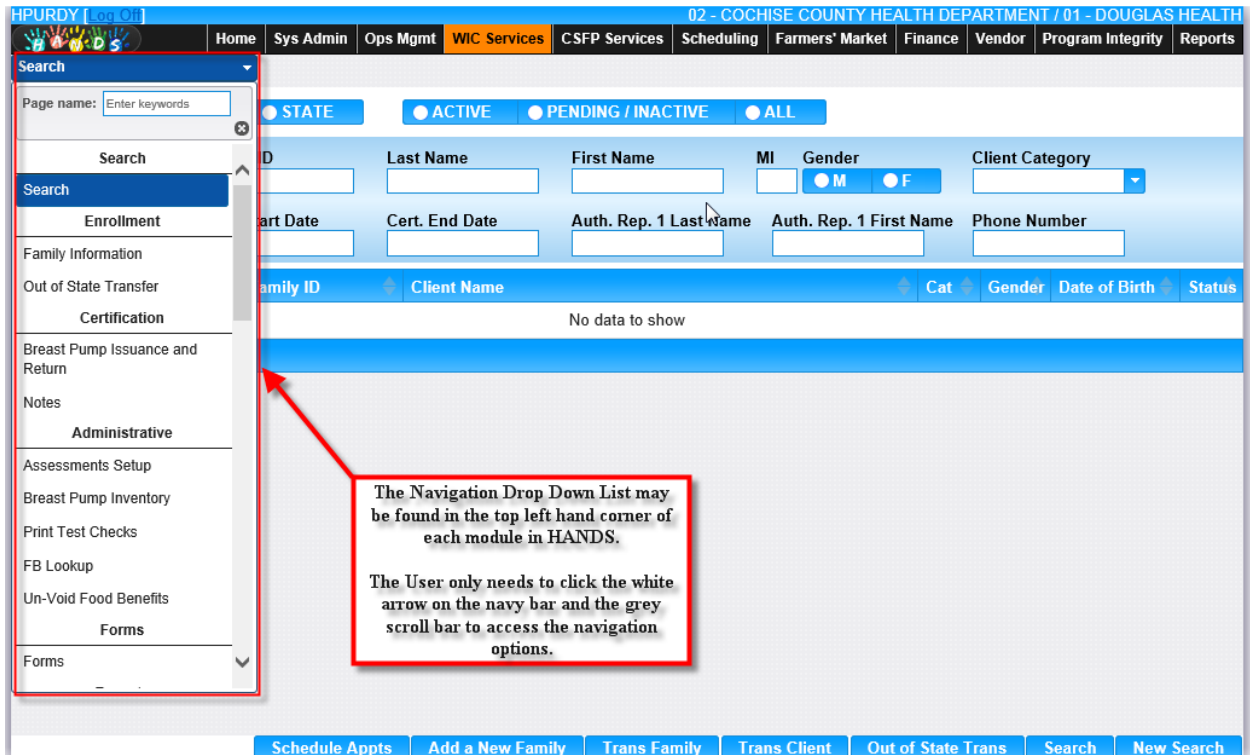 HPURDY [Log Off] 02 - COCHISE COUNTY HEALTH DEPARTMENT / 01 - DOUGLAS HEALTH
HANDS Home Sys Admin Ops Mgmt WIC Services CSFP Services Scheduling Farmers' Market Finance Vendor Program Integrity Reports
Search
Page name: Enter keywords
STATE ACTIVE PENDING / INACTIVE ALL
Search
Search
Enrollment
Family Information
Out of State Transfer
Certification
Breast Pump Issuance and
Return
Notes
Administrative
Assessments Setup
Breast Pump Inventory
Print Test Checks
FB Lookup
Un-Void Food Benefits
Forms
Forms
ID Last Name First Name MI Gender Client Category
M F
art Date Cert. End Date Auth. Rep. 1 Last Name Auth. Rep. 1 First Name Phone Number
amily ID Client Name Cat Gender Date of Birth Status
No data to show
The Navigation Drop Down List may
be found in the top left hand corner of
each module in HANDS.
The User only needs to click the white
arrow on the navy bar and the grey
scroll bar to access the navigation
options.
Schedule Appts Add a New Family Trans Family Trans Client Out of State Trans Search New Search